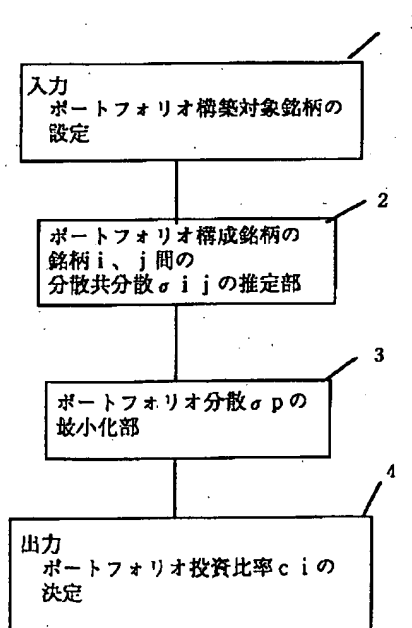 入力
ポートフォリオ構築対象銘柄の
設定
2
ポートフォリオ構成銘柄の
銘柄i、j間の
分散共分散σijの推定部
3
ポートフォリオ分散σpの
最小化部
4
出力
ポートフォリオ投資比率ciの
決定